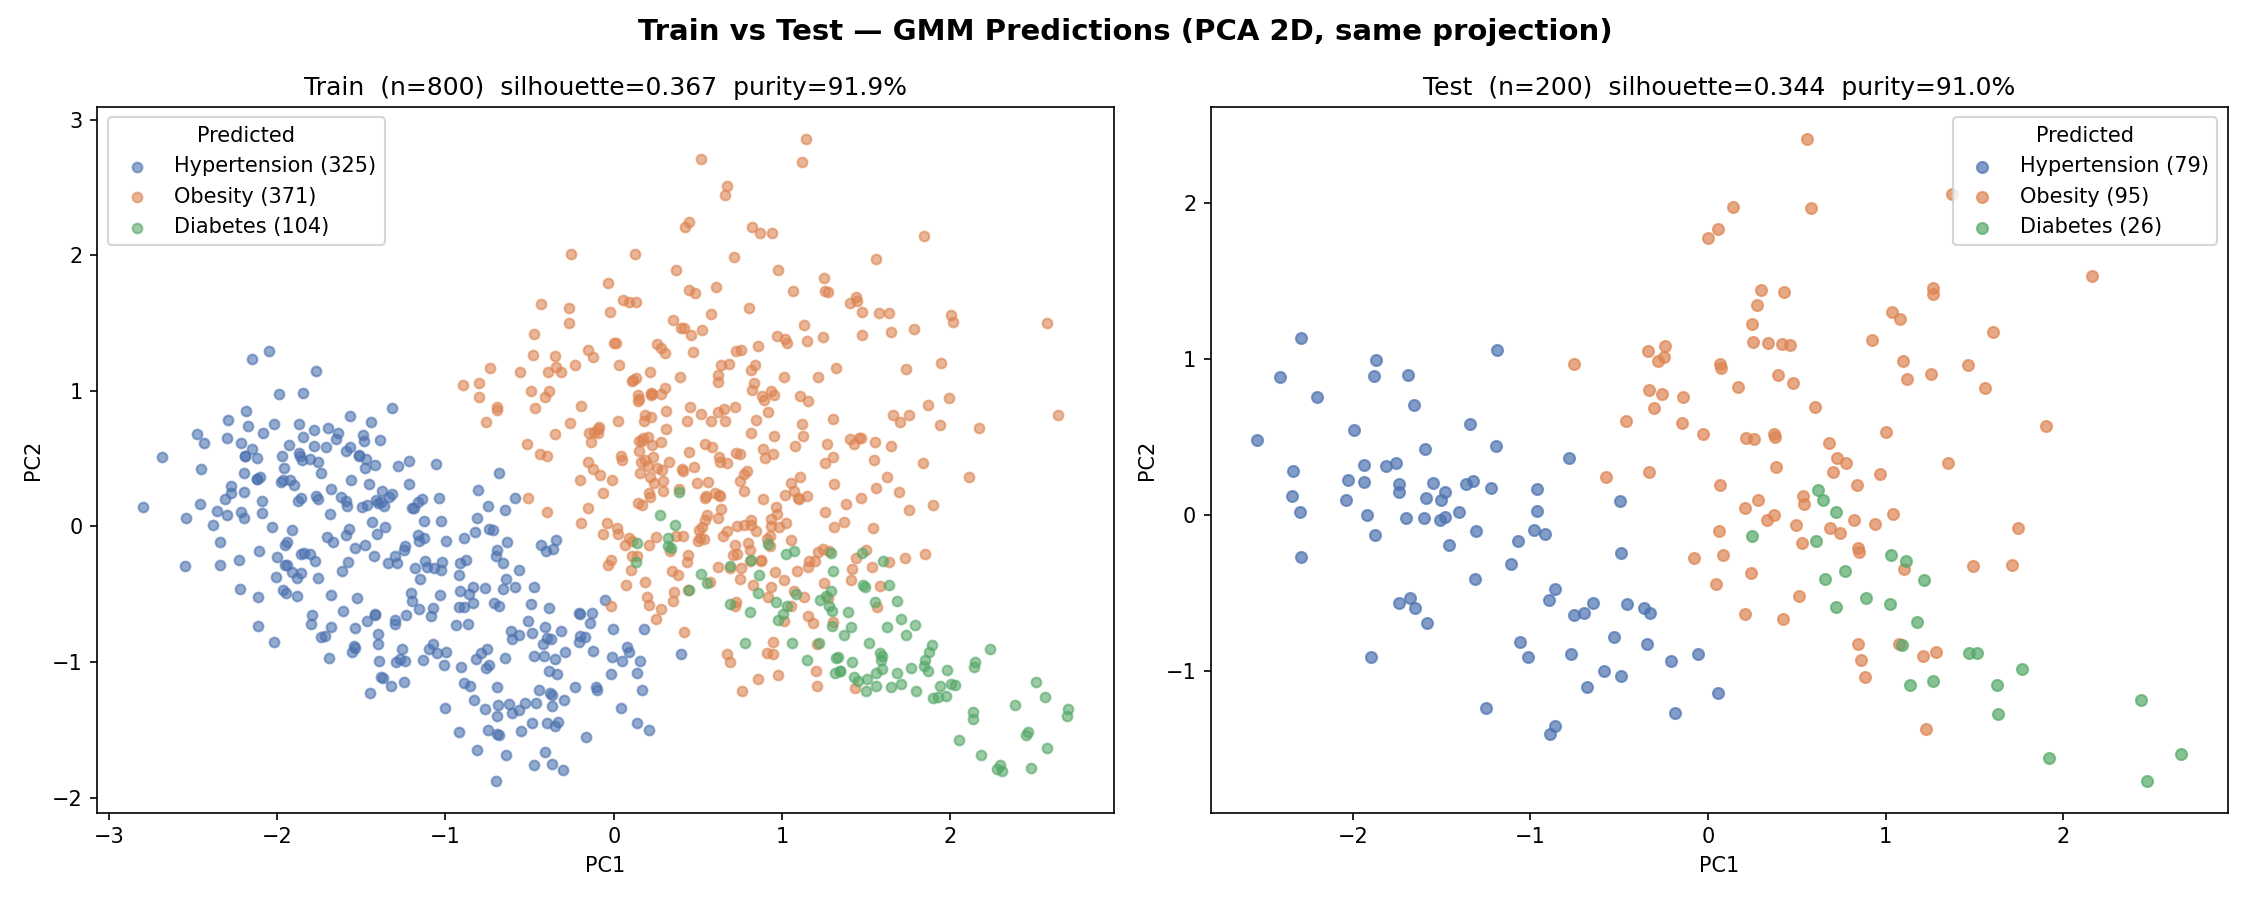 Train vs Test — GMM Predictions (PCA 2D, same projection)
Train (n=800) silhouette=0.367 purity=91.9%
Predicted
Hypertension (325)
Obesity (371)
Diabetes (104)
3
2
1
0
−1
−2
PC2
−3
−2
−1
0
1
2
PC1
Test (n=200) silhouette=0.344 purity=91.0%
Predicted
Hypertension (79)
Obesity (95)
Diabetes (26)
2
1
0
−1
PC2
−2
−1
0
1
2
PC1